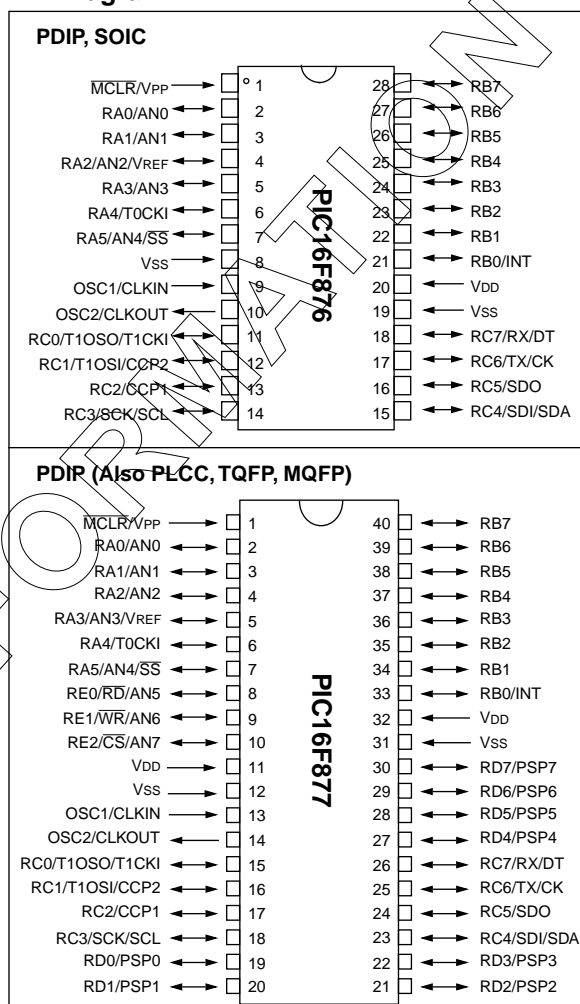 PDIP, SOIC
MCLR/VPP 1 28 RB7
RA0/AN0 2 27 RB6
RA1/AN1 3 26 RB5
RA2/AN2/VREF 4 25 RB4
RA3/AN3 5 24 RB3
RA4/T0CKI 6 23 RB2
RA5/AN4/SS 7 22 RB1
VSS 8 21 RB0/INT
OSC1/CLKIN 9 20 VDD
OSC2/CLKOUT 10 19 VSS
RC0/T1OSO/T1CKI 11 18 RC7/RX/DT
RC1/T1OSI/CCP2 12 17 RC6/TX/CK
RC2/CCP1 13 16 RC5/SDO
RC3/SCK/SCL 14 15 RC4/SDI/SDA
PIC16F876
PDIP (Also PLCC, TQFP, MQFP)
MCLR/VPP 1 40 RB7
RA0/AN0 2 39 RB6
RA1/AN1 3 38 RB5
RA2/AN2 4 37 RB4
RA3/AN3/VREF 5 36 RB3
RA4/T0CKI 6 35 RB2
RA5/AN4/SS 7 34 RB1
RE0/RD/AN5 8 33 RB0/INT
RE1/WR/AN6 9 32 VDD
RE2/CS/AN7 10 31 VSS
VDD 11 30 RD7/PSP7
VSS 12 29 RD6/PSP6
OSC1/CLKIN 13 28 RD5/PSP5
OSC2/CLKOUT 14 27 RD4/PSP4
RC0/T1OSO/T1CKI 15 26 RC7/RX/DT
RC1/T1OSI/CCP2 16 25 RC6/TX/CK
RC2/CCP1 17 24 RC5/SDO
RC3/SCK/SCL 18 23 RC4/SDI/SDA
RD0/PSP0 19 22 RD3/PSP3
RD1/PSP1 20 21 RD2/PSP2
PIC16F877
ORMATION